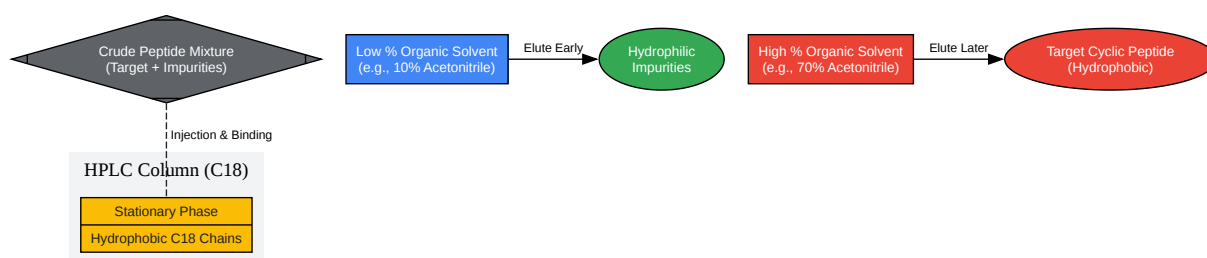 Crude Peptide Mixture
(Target + Impurities)
Injection & Binding
HPLC Column (C18)
Stationary Phase
Hydrophobic C18 Chains
Low % Organic Solvent
(e.g., 10% Acetonitrile)
Elute Early
Hydrophilic
Impurities
High % Organic Solvent
(e.g., 70% Acetonitrile)
Elute Later
Target Cyclic Peptide
(Hydrophobic)